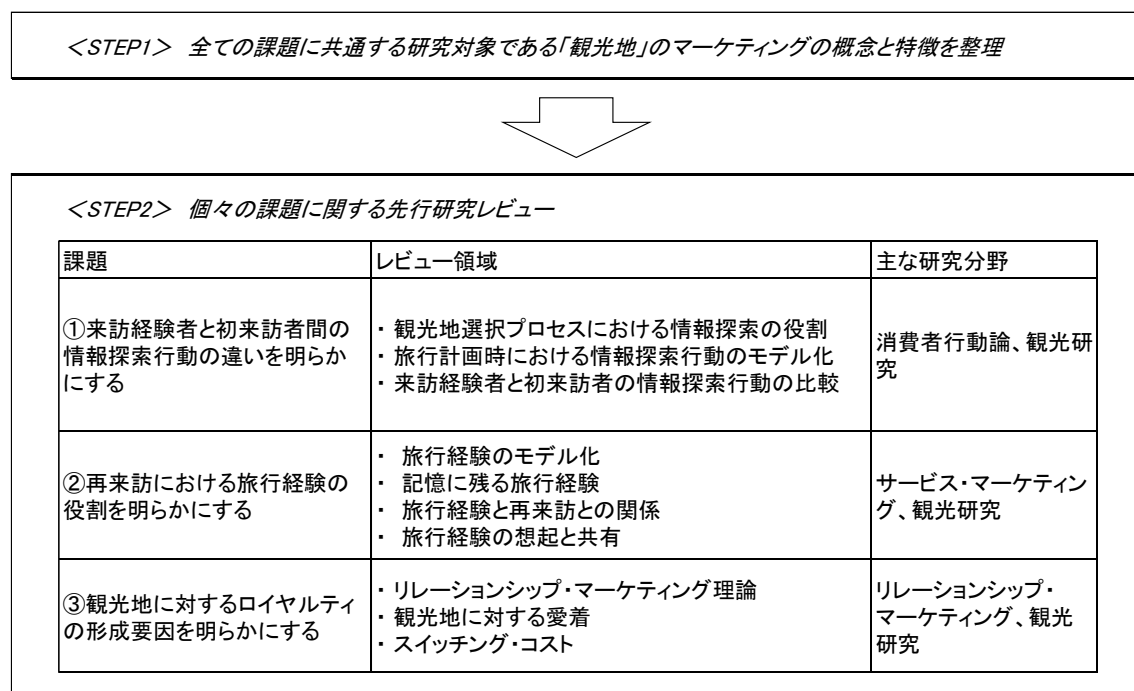 ＜STEP1＞ 全ての課題に共通する研究対象である「観光地」のマーケティングの概念と特徴を整理
＜STEP2＞ 個々の課題に関する先行研究レビュー
課題
レビュー領域
主な研究分野
①来訪経験者と初来訪者間の
情報探索行動の違いを明らか
にする
・ 観光地選択プロセスにおける情報探索の役割
・ 旅行計画時における情報探索行動のモデル化
・ 来訪経験者と初来訪者の情報探索行動の比較
消費者行動論、観光研
究
②再来訪における旅行経験の
役割を明らかにする
・ 旅行経験のモデル化
・ 記憶に残る旅行経験
・ 旅行経験と再来訪との関係
・ 旅行経験の想起と共有
サービス・マーケティン
グ、観光研究
③観光地に対するロイヤルティ
の形成要因を明らかにする
・ リレーションシップ・マーケティング理論
・ 観光地に対する愛着
・ スイッチング・コスト
リレーションシップ・
マーケティング、観光
研究